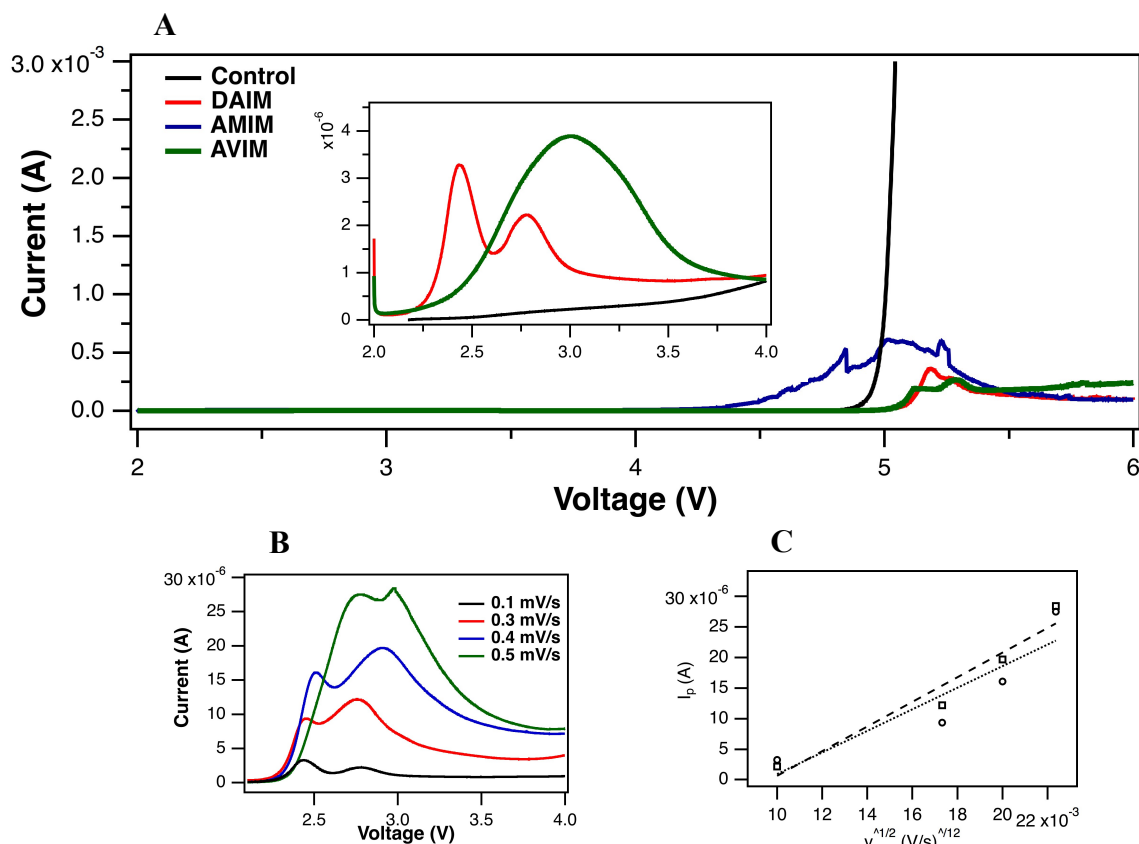 A
3.0 x10⁻³
2.5
2.0
1.5
1.0
0.5
0.0
Current (A)
Control
DAIM
AMIM
AVIM
x10⁻⁶
4
3
2
1
0
2.0 2.5 3.0 3.5 4.0
2 3 4 5 6
Voltage (V)
B
30 x10⁻⁶
25
20
15
10
5
0
Current (A)
0.1 mV/s
0.3 mV/s
0.4 mV/s
0.5 mV/s
2.5 3.0 3.5 4.0
Voltage (V)
C
30 x10⁻⁶
25
20
15
10
5
0
Iₚ (A)
10 12 14 16 18 20 22 x10⁻³
v^1/2 (V/s)^/12